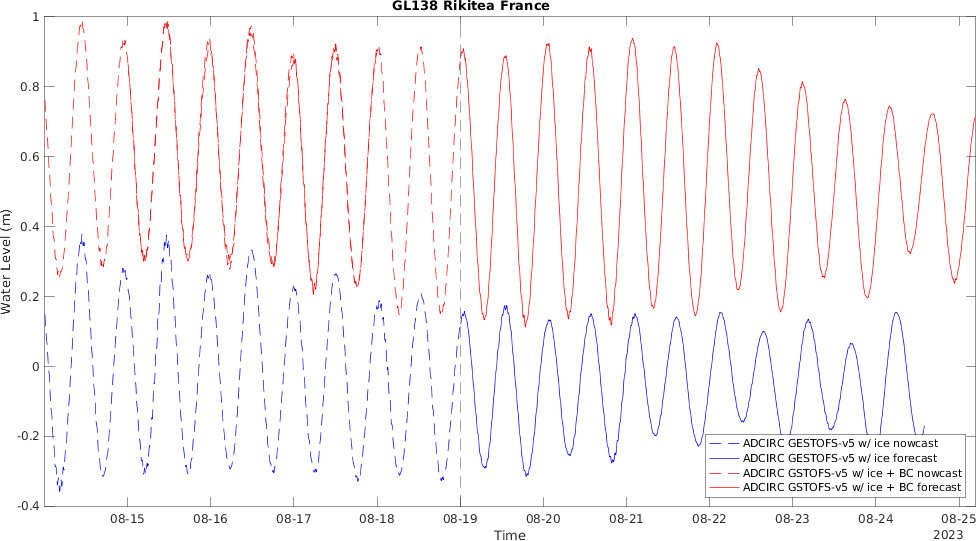 GL138 Rikitea France
1
0.8
0.6
0.4
0.2
0
-0.2
-0.4
Water Level (m)
ADCIRC GESTOFS-v5 w/ ice nowcast
ADCIRC GESTOFS-v5 w/ ice forecast
ADCIRC GSTOFS-v5 w/ ice + BC nowcast
ADCIRC GSTOFS-v5 w/ ice + BC forecast
08-15 08-16 08-17 08-18 08-19 08-20 08-21 08-22 08-23 08-24 08-25
2023
Time